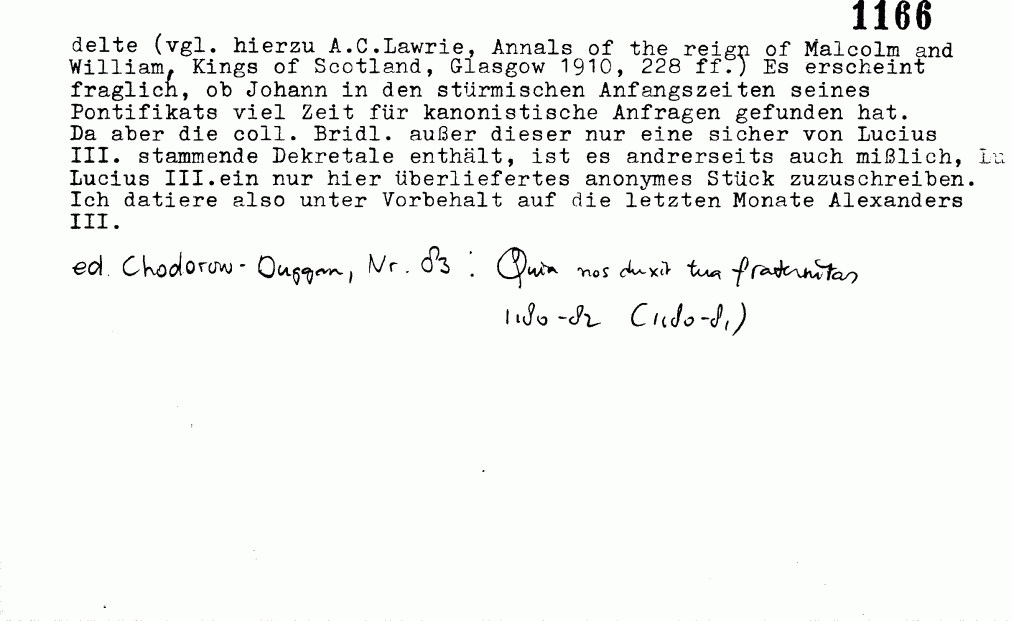 1166
delte (vgl. hierzu A.C.Lawrie, Annals of the reign of Malcolm and
William, Kings of Scotland, Glasgow 1910, 228 ff.) Es erscheint
fraglich, ob Johann in den stürmischen Anfangszeiten seines
Pontifikats viel Zeit für kanonistische Anfragen gefunden hat.
Da aber die coll. Bridl. außer dieser nur eine sicher von Lucius
III. stammende Dekretale enthält, ist es andrerseits auch mißlich, Lu
Lucius III.ein nur hier überliefertes anonymes Stück zuzuschreiben.
Ich datiere also unter Vorbehalt auf die letzten Monate Alexanders
III.
ed. Chodorow-Duggan, Nr. 83 : nos duxit tua fraternitas
1180-82 (1180-81)